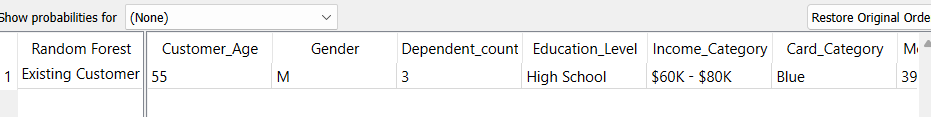 Show probabilities for (None) Restore Original Orde
Random Forest Customer_Age Gender Dependent_count Education_Level Income_Category Card_Category
1 Existing Customer 55 M 3 High School $60K - $80K Blue 39